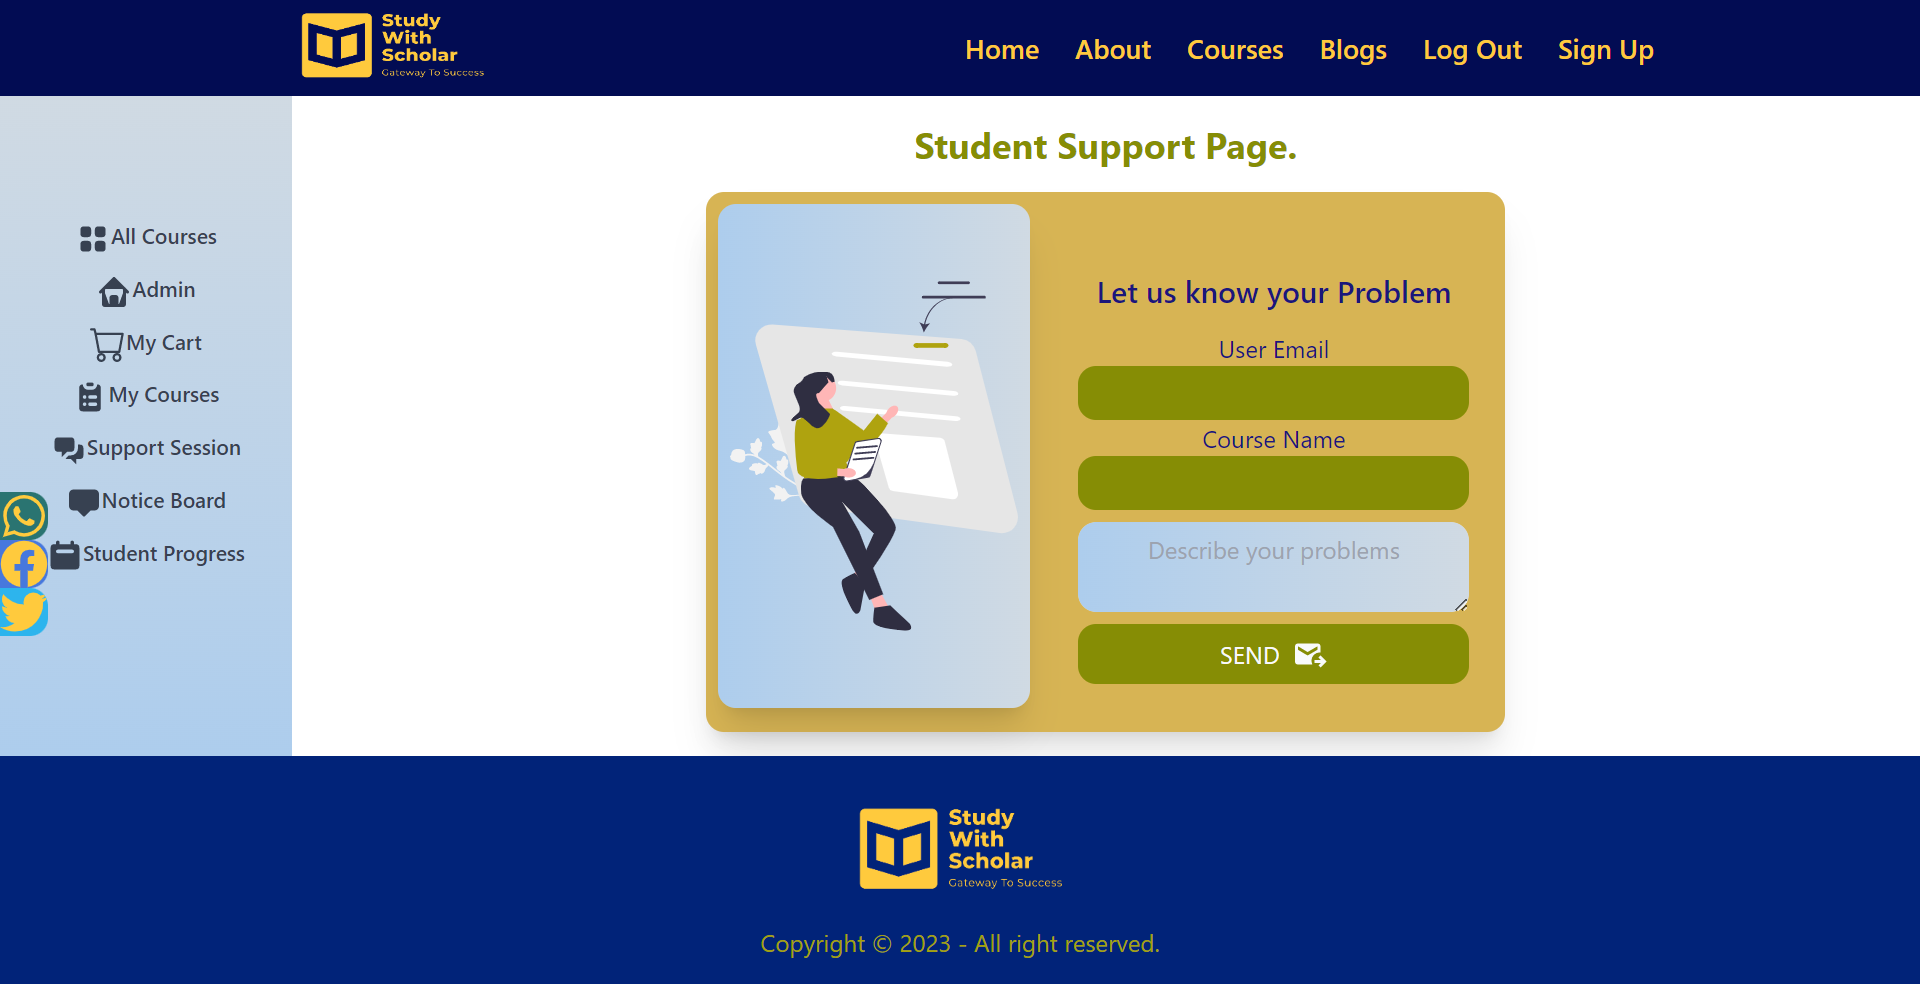 Study
With
Scholar
Gateway To Success
Home About Courses Blogs Log Out Sign Up
All Courses
Admin
My Cart
My Courses
Support Session
Notice Board
Student Progress
Student Support Page.
Let us know your Problem
User Email
Course Name
Describe your problems
SEND
Study
With
Scholar
Gateway To Success
Copyright © 2023 - All right reserved.